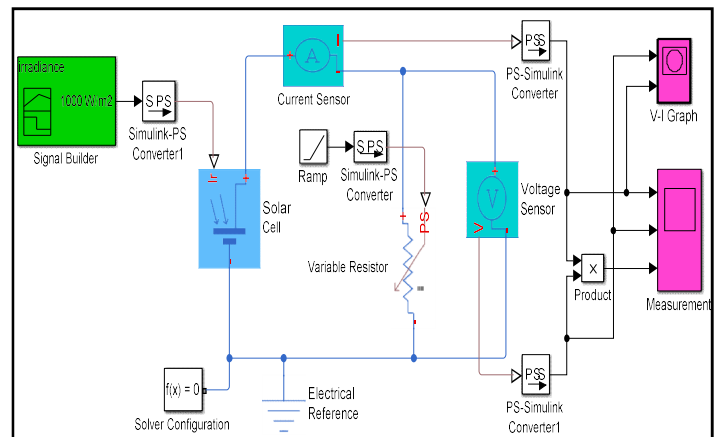 irradiance
1000 W/m2
Signal Builder
S PS
Simulink-PS
Converter1
A
I
Current Sensor
PS S
PS-Simulink
Converter
V-I Graph
Ramp
S PS
Simulink-PS
Converter
Ir
Solar
Cell
PS
Variable Resistor
V
V
Voltage
Sensor
x
Product
Measurement
f(x) = 0
Solver Configuration
Electrical
Reference
PS S
PS-Simulink
Converter1